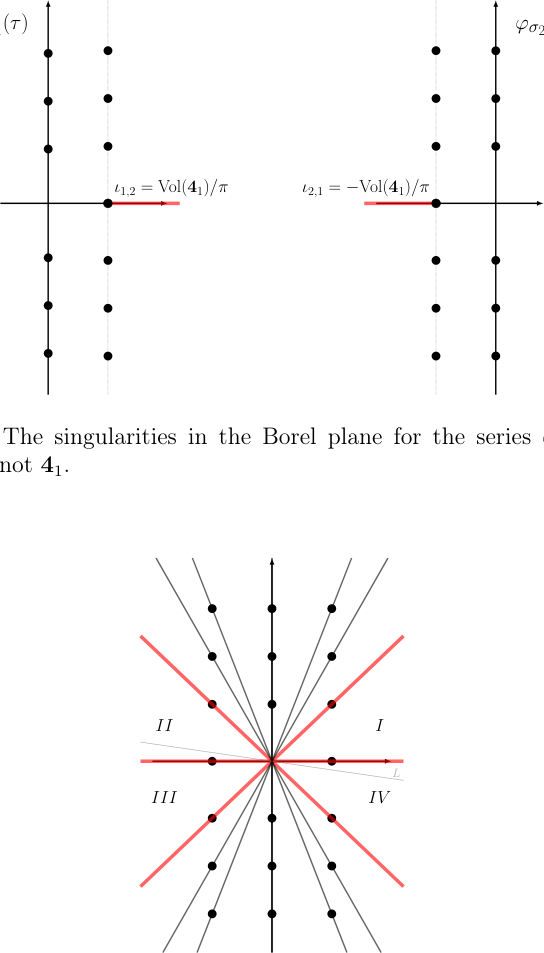 (τ)
φσ₂
ι₁,₂ = Vol(𝟒₁)/π
ι₂,₁ = −Vol(𝟒₁)/π
The singularities in the Borel plane for the series
not 𝟒₁.
II
I
L
III
IV